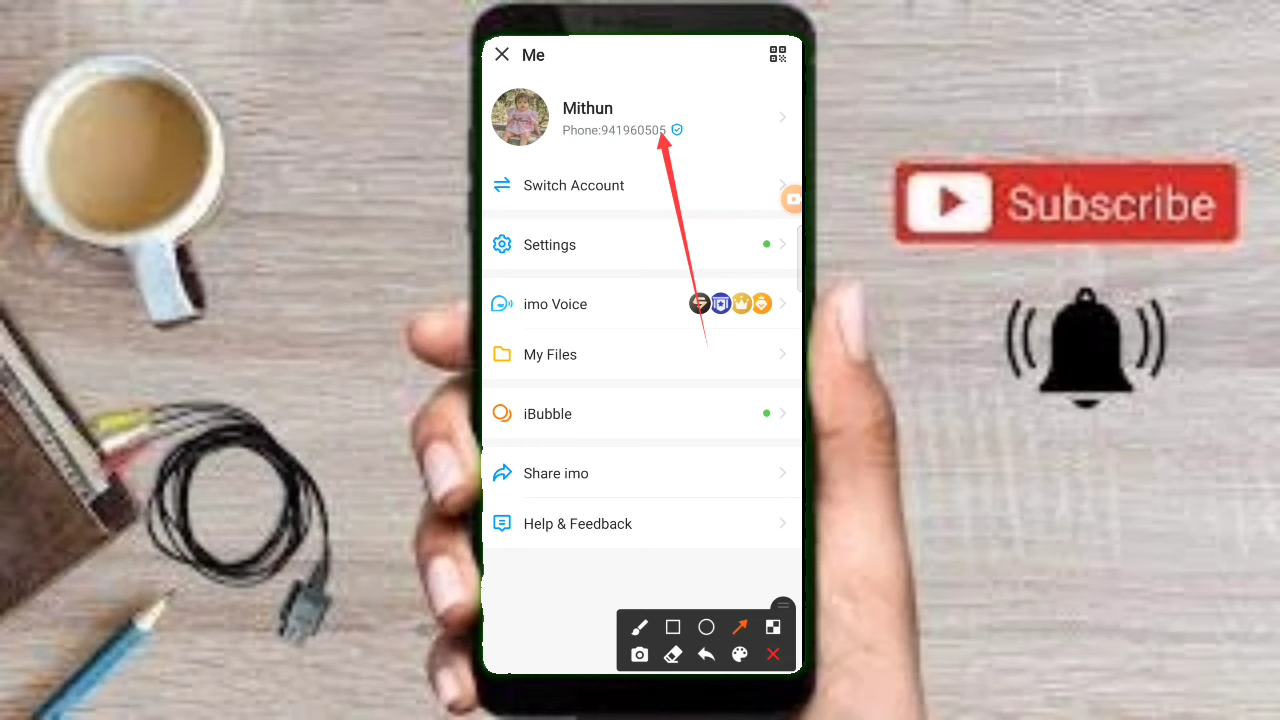 Me
Mithun
Phone:941960505
Switch Account
Settings
imo Voice
My Files
iBubble
Share imo
Help & Feedback
Subscribe